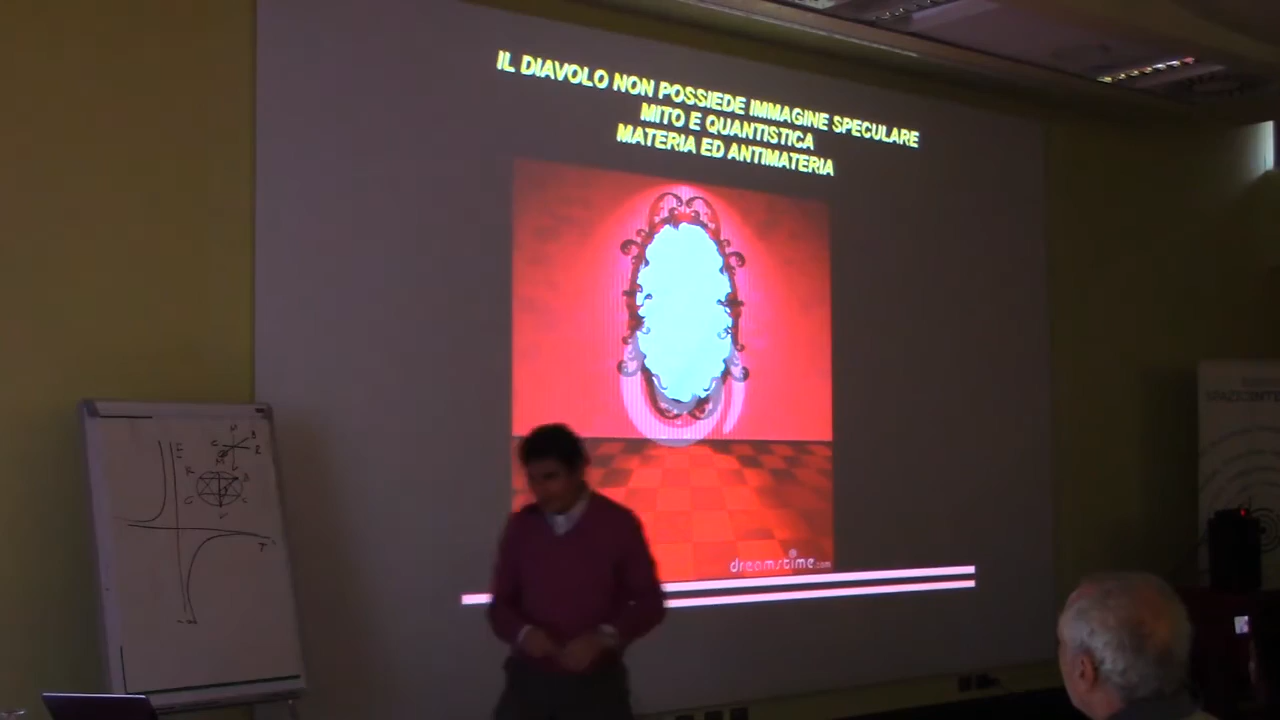 IL DIAVOLO NON POSSIEDE IMMAGINE SPECULARE
MITO E QUANTISTICA
MATERIA ED ANTIMATERIA
dreamstime.com